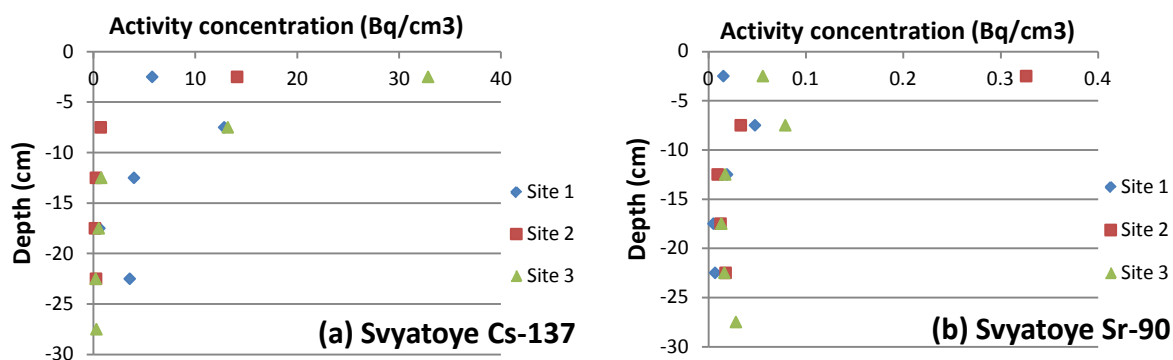 Activity concentration (Bq/cm3)
0
0 10 20 30 40
-5
-10
-15
-20
-25
-30
Depth (cm)
Site 1
Site 2
Site 3
(a) Svyatoye Cs-137
Activity concentration (Bq/cm3)
0
0 0.1 0.2 0.3 0.4
-5
-10
-15
-20
-25
-30
Depth (cm)
Site 1
Site 2
Site 3
(b) Svyatoye Sr-90